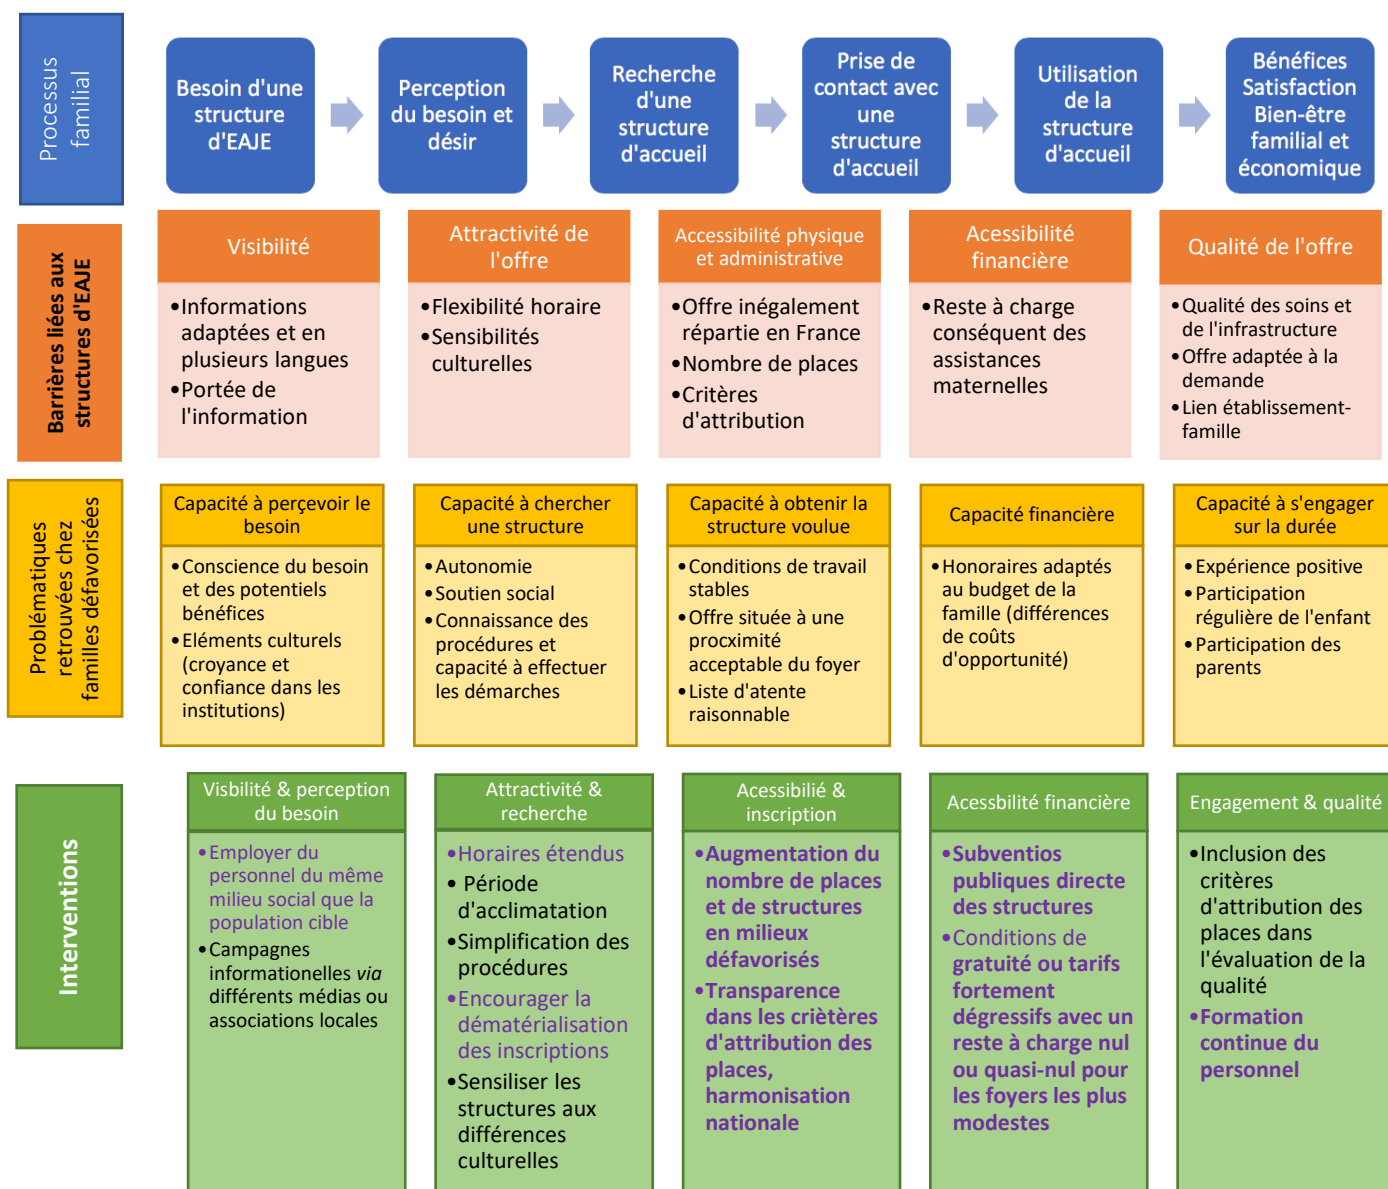 Processus
familial
Besoin d'une
structure
d'EAJE
Perception
du besoin et
désir
Recherche
d'une
structure
d'accueil
Prise de
contact avec
une
structure
d'accueil
Utilisation
de la
structure
d'accueil
Bénéfices
Satisfaction
Bien-être
familial et
économique
Barrières liées aux
structures d'EAJE
Visibilité
•Informations
adaptées et en
plusieurs langues
•Portée de
l'information
Attractivité de
l'offre
•Flexibilité horaire
•Sensibilités
culturelles
Accessibilité physique
et administrative
•Offre inégalement
répartie en France
•Nombre de places
•Critères
d'attribution
Acessibilité
financière
•Reste à charge
conséquent des
assistances
maternelles
Qualité de l'offre
•Qualité des soins et
de l'infrastructure
•Offre adaptée à la
demande
•Lien établissement-
famille
Problématiques
retrouvées chez
familles défavorisées
Capacité à perçevoir le
besoin
•Conscience du besoin
et des potentiels
bénéfices
•Eléments culturels
(croyance et
confiance dans les
institutions)
Capacité à chercher
une structure
•Autonomie
•Soutien social
•Connaissance des
procédures et
capacité à effectuer
les démarches
Capacité à obtenir la
structure voulue
•Conditions de travail
stables
•Offre située à une
procximité
acceptable du foyer
•Liste d'atente
raisonnable
Capacité financière
•Honoraires adaptés
au budget de la
famille (différences
de coûts
d'opportunité)
Capacité à s'engager
sur la durée
•Expérience positive
•Participation
régulière de l'enfant
•Participation des
parents
Interventions
Visbilité & perception
du besoin
•Employer du
personnel du même
milieu social que la
population cible
•Campagnes
informationelles via
différents médias ou
associations locales
Attractivité &
recherche
•Horaires étendus
• Période
d'acclimatation
•Simplification des
procédures
•Encourager la
dématérialisation
des inscriptions
•Sensiliser les
structures aux
différences
culturelles
Acessibilié &
inscription
•Augmentation du
nombre de places
et de structures
en milieux
défavorisés
•Transparence
dans les crièteres
d'attribution des
places,
harmonisation
nationale
Acessbilité financière
•Subventios
publiques directe
des structures
•Conditions de
gratuité ou tarifs
fortement
dégressifs avec un
reste à charge nul
ou quasi-nul pour
les foyers les plus
modestes
Engagement & qualité
•Inclusion des
critères
d'attribution des
places dans
l'évaluation de la
qualité
•Formation
continue du
personnel